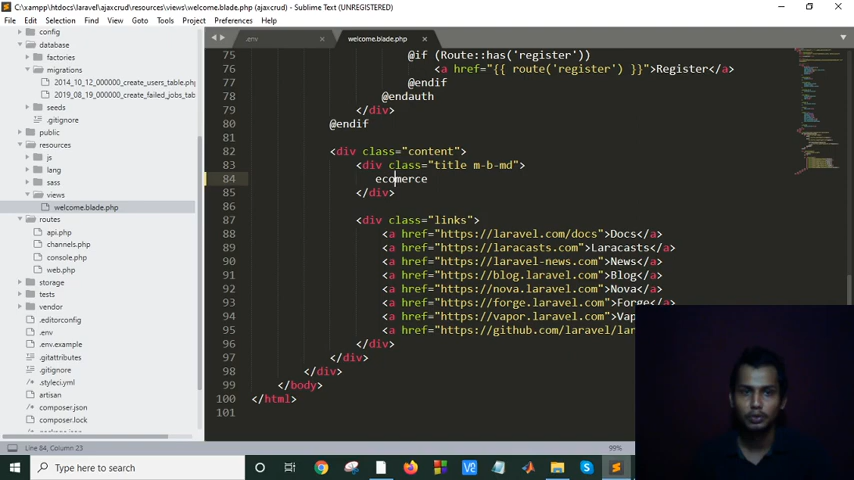 C:\xampp\htdocs\laravel\ajaxcrud\resources\views\welcome.blade.php (ajaxcrud) - Sublime Text (UNREGISTERED)
File Edit Selection Find View Goto Tools Project Preferences Help
config
database
factories
migrations
2014_10_12_000000_create_users_table.php
2019_08_19_000000_create_failed_jobs_tab
seeds
.gitignore
public
resources
js
lang
sass
views
welcome.blade.php
routes
api.php
channels.php
console.php
web.php
storage
tests
vendor
.editorconfig
.env
.env.example
.gitattributes
.gitignore
.styleci.yml
artisan
composer.json
composer.lock
.env
welcome.blade.php
75 @if (Route::has('register'))
76 <a href="{{ route('register') }}">Register</a>
77 @endif
78 @endauth
79 </div>
80 @endif
81
82 <div class="content">
83 <div class="title m-b-md">
84 ecomerce
85 </div>
86
87 <div class="links">
88 <a href="https://laravel.com/docs">Docs</a>
89 <a href="https://laracasts.com">Laracasts</a>
90 <a href="https://laravel-news.com">News</a>
91 <a href="https://blog.laravel.com">Blog</a>
92 <a href="https://nova.laravel.com">Nova</a>
93 <a href="https://forge.laravel.com">Forge</a>
94 <a href="https://vapor.laravel.com">Vap
95 <a href="https://github.com/laravel/lar
96 </div>
97 </div>
98 </div>
99 </body>
100 </html>
101
Line 84, Column 23
99%
Type here to search